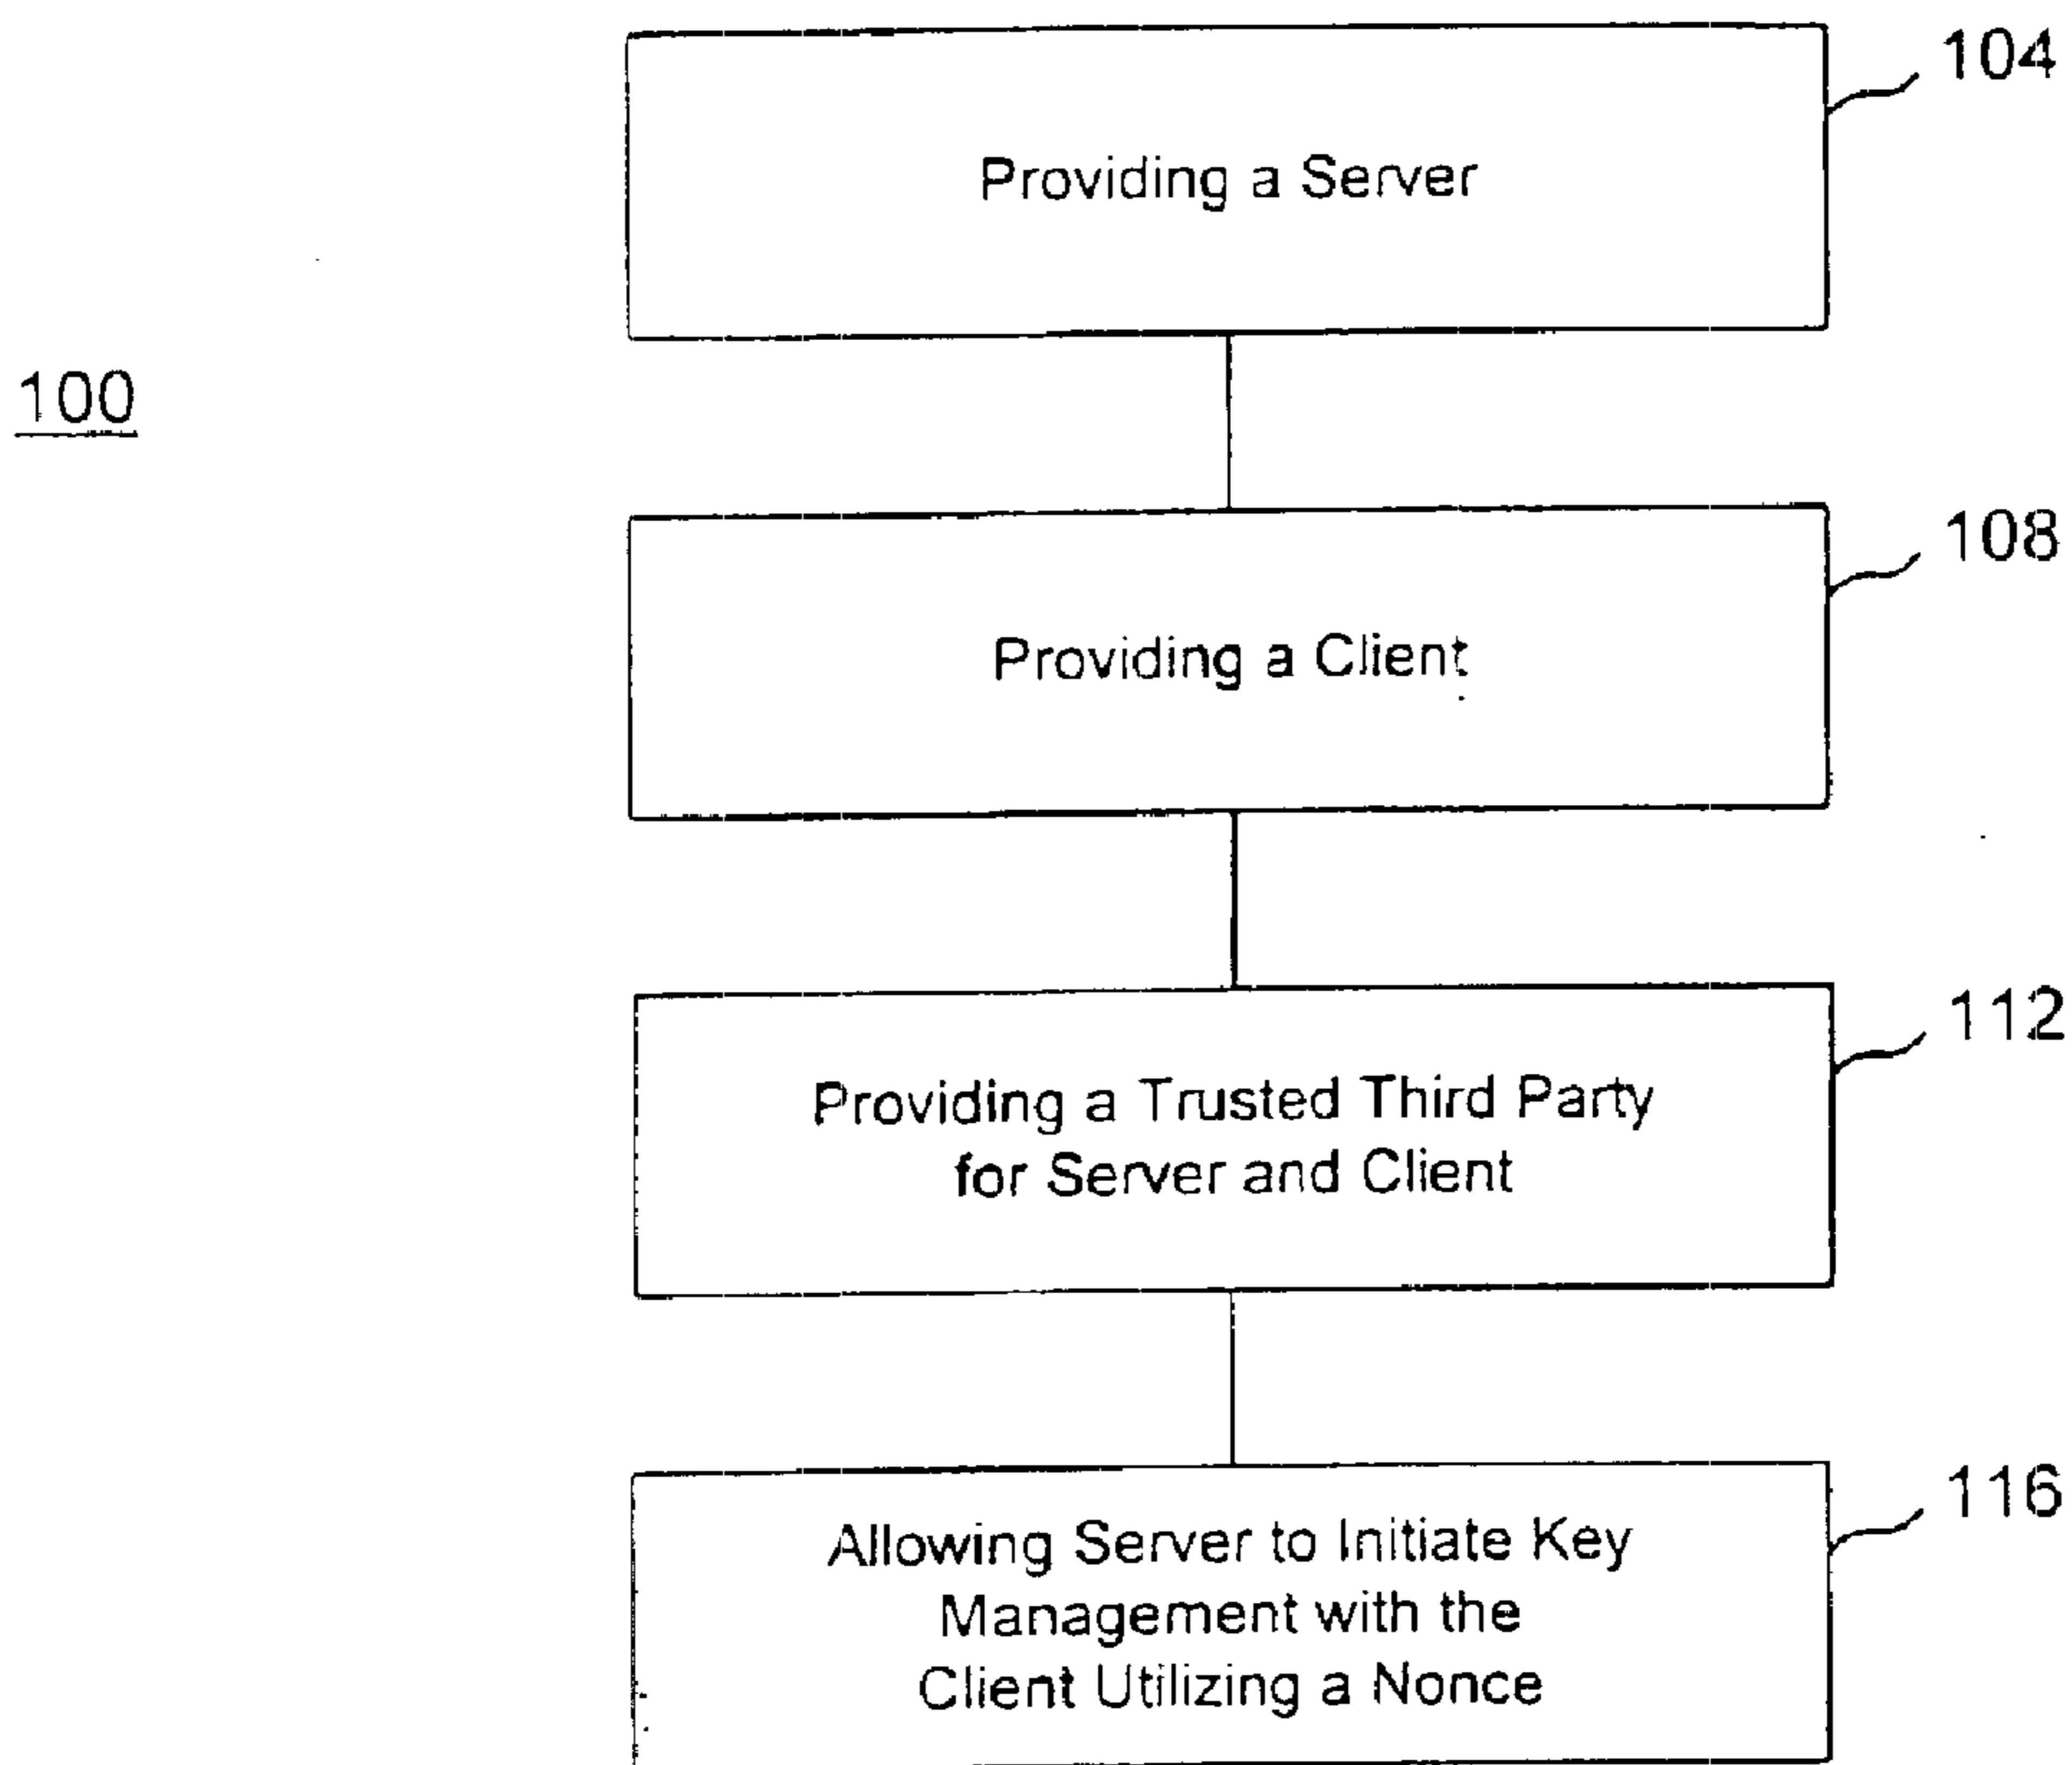 104
Providing a Server
100
108
Providing a Client
112
Providing a Trusted Third Party
for Server and Client
116
Allowing Server to Initiate Key
Management with the
Client Utilizing a Nonce